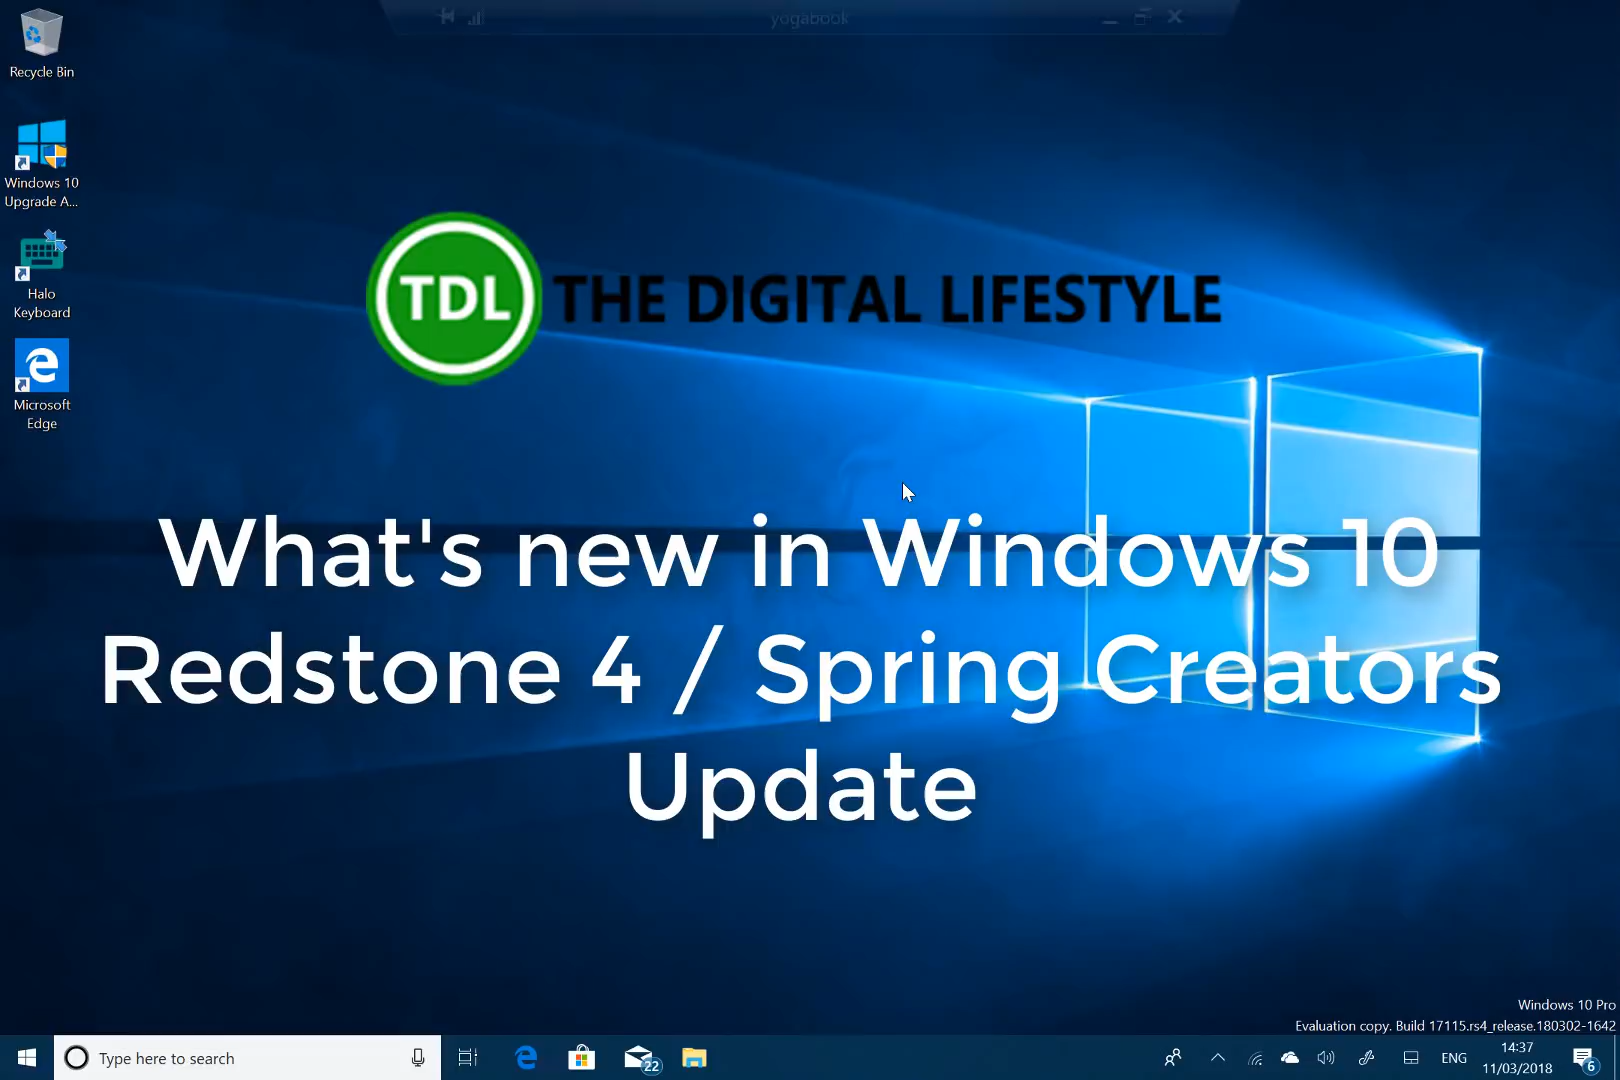 yogabook
Recycle Bin
Windows 10
Upgrade A...
Halo
Keyboard
Microsoft
Edge
TDL THE DIGITAL LIFESTYLE
What's new in Windows 10
Redstone 4 / Spring Creators
Update
Windows 10 Pro
Evaluation copy. Build 17115.rs4_release.180302-1642
Type here to search
22
ENG
14:37
11/03/2018
6